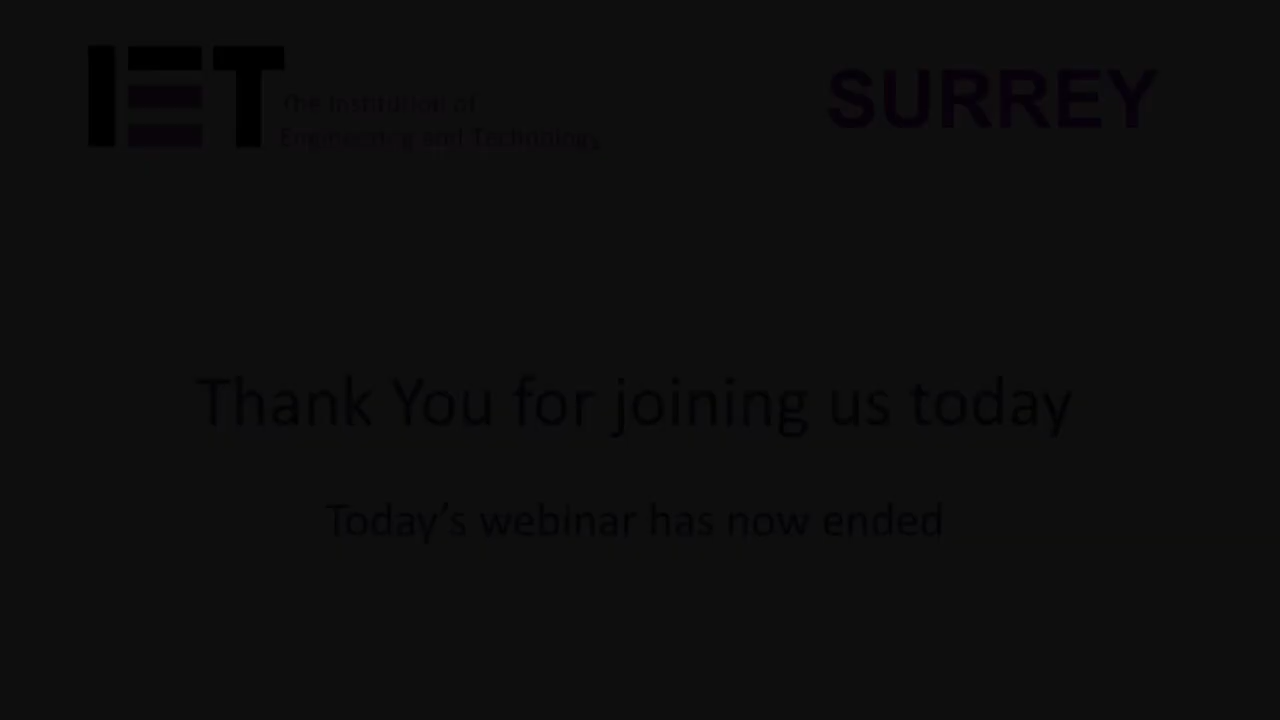 IET
The Institution of
Engineering and Technology
SURREY
Thank You for joining us today
Today's webinar has now ended